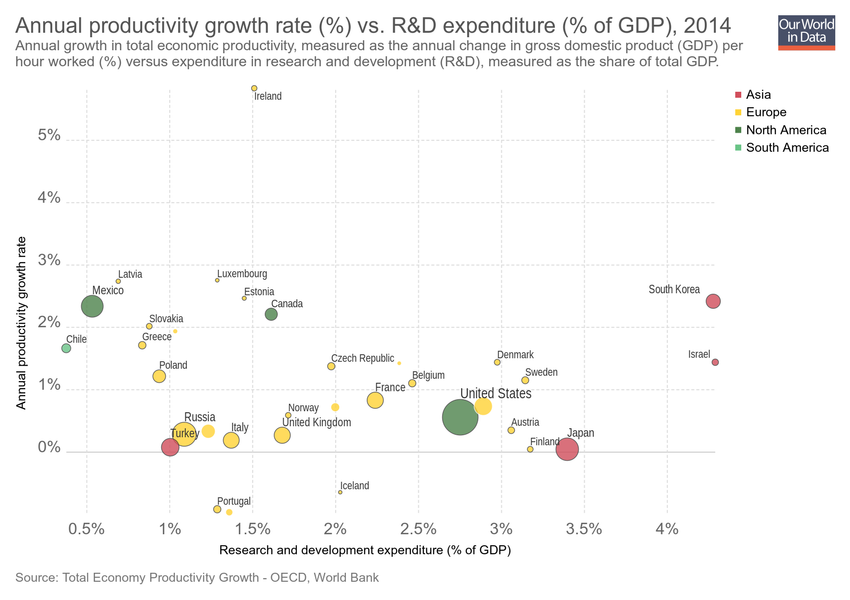 Annual productivity growth rate (%) vs. R&D expenditure (% of GDP), 2014
Our World
in Data
Annual growth in total economic productivity, measured as the annual change in gross domestic product (GDP) per
hour worked (%) versus expenditure in research and development (R&D), measured as the share of total GDP.
Ireland
Asia
Europe
North America
South America
5%
4%
3%
2%
1%
0%
Annual productivity growth rate
Latvia
Luxembourg
Mexico
Estonia
South Korea
Canada
Slovakia
Chile
Greece
Israel
Czech Republic
Denmark
Poland
Belgium
Sweden
France
United States
Norway
Russia
United Kingdom
Austria
Turkey
Italy
Finland
Japan
Iceland
Portugal
0.5%
1%
1.5%
2%
2.5%
3%
3.5%
4%
Research and development expenditure (% of GDP)
Source: Total Economy Productivity Growth - OECD, World Bank